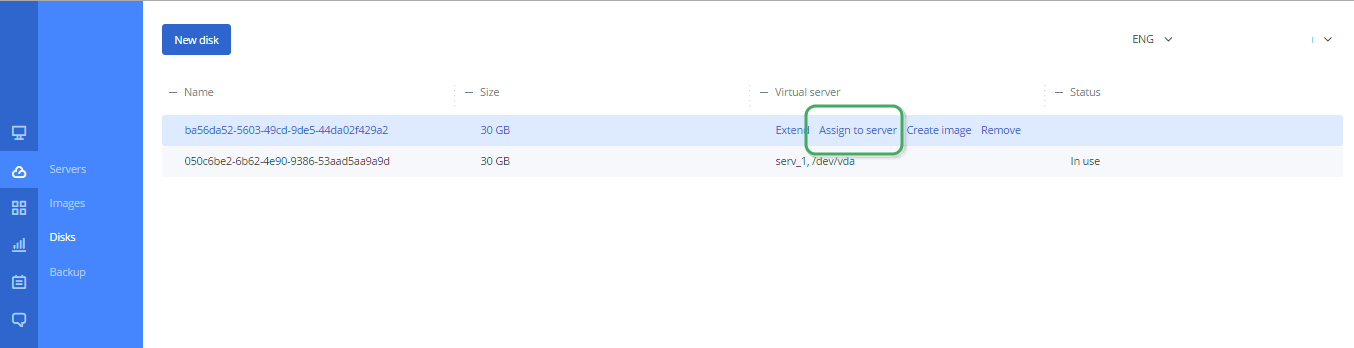 New disk
ENG
Name Size Virtual server Status
ba56da52-5603-49cd-9de5-44da02f429a2 30 GB Extend Assign to server Create image Remove
050c6be2-6b62-4e90-9386-53aad5aa9a9d 30 GB serv_1, /dev/vda In use
Servers
Images
Disks
Backup